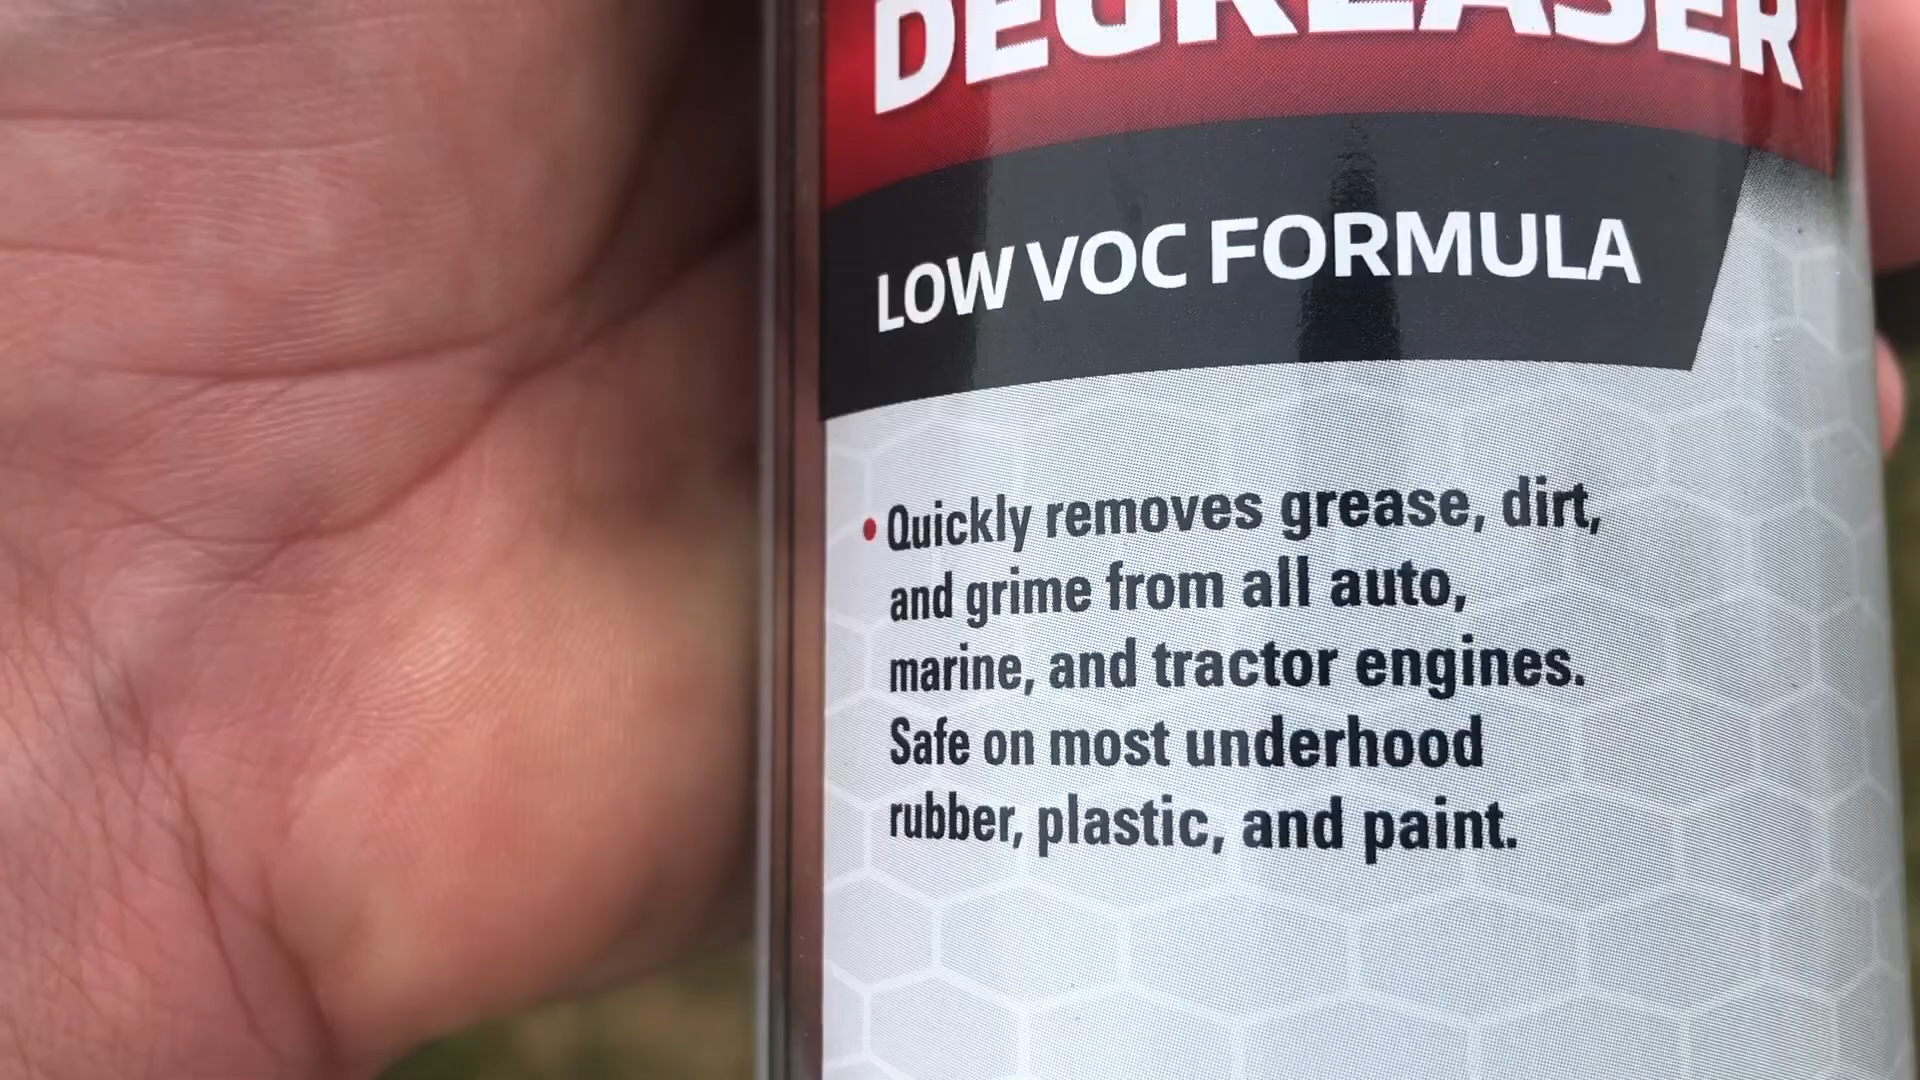 DEGREASER
LOW VOC FORMULA
• Quickly removes grease, dirt,
and grime from all auto,
marine, and tractor engines.
Safe on most underhood
rubber, plastic, and paint.